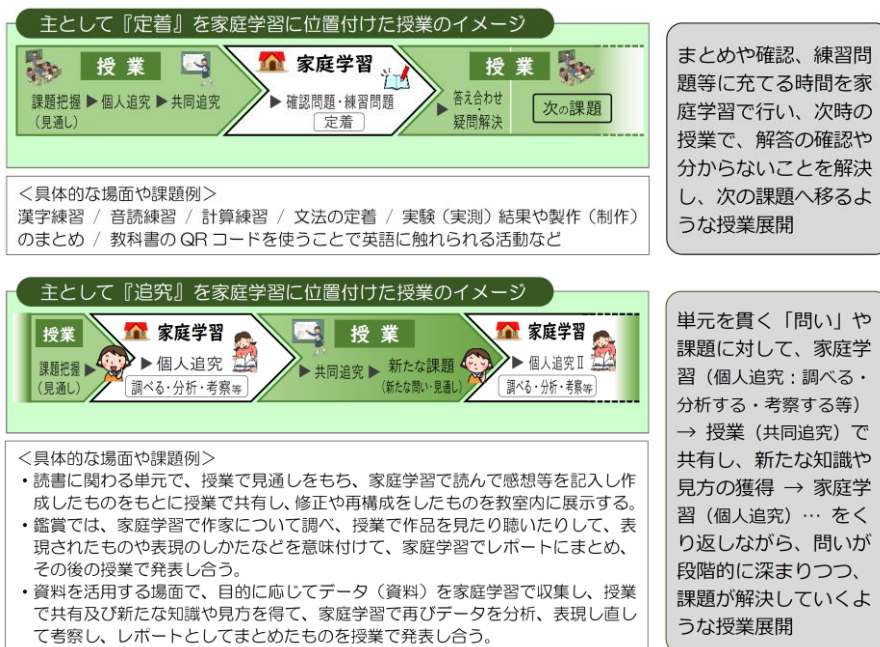 主として『定着』を家庭学習に位置付けた授業のイメージ
授業
課題把握 ▶ 個人追究 ▶ 共同追究
(見通し)
家庭学習
▶ 確認問題・練習問題
定着
授業
▶ 答え合わせ
・
疑問解決
次の課題
<具体的な場面や課題例>
漢字練習 / 音読練習 / 計算練習 / 文法の定着 / 実験(実測)結果や製作(制作)
のまとめ / 教科書のQRコードを使うことで英語に触れられる活動など
まとめや確認、練習問
題等に充てる時間を家
庭学習で行い、次時の
授業で、解答の確認や
分からないことを解決
し、次の課題へ移るよ
うな授業展開
主として『追究』を家庭学習に位置付けた授業のイメージ
授業
課題把握 ▶
(見通し)
家庭学習
▶ 個人追究
調べる・分析・考察等
授業
▶ 共同追究 ▶ 新たな課題
(新たな問い・見通し)
家庭学習
▶ 個人追究Ⅱ
調べる・分析・考察等
<具体的な場面や課題例>
・読書に関わる単元で、授業で見通しをもち、家庭学習で読んで感想等を記入し作
成したものをもとに授業で共有し、修正や再構成をしたものを教室内に展示する。
・鑑賞では、家庭学習で作家について調べ、授業で作品を見たり聴いたりして、表
現されたものや表現のしかたなどを意味付けて、家庭学習でレポートにまとめ、
その後の授業で発表し合う。
・資料を活用する場面で、目的に応じてデータ(資料)を家庭学習で収集し、授業
で共有及び新たな知識や見方を得て、家庭学習で再びデータを分析、表現し直し
て考察し、レポートとしてまとめたものを授業で発表し合う。
単元を貫く「問い」や
課題に対して、家庭学
習(個人追究:調べる・
分析する・考察する等)
→ 授業(共同追究)で
共有し、新たな知識や
見方の獲得 → 家庭学
習(個人追究)… をく
り返しながら、問いが
段階的に深まりつつ、
課題が解決していくよ
うな授業展開